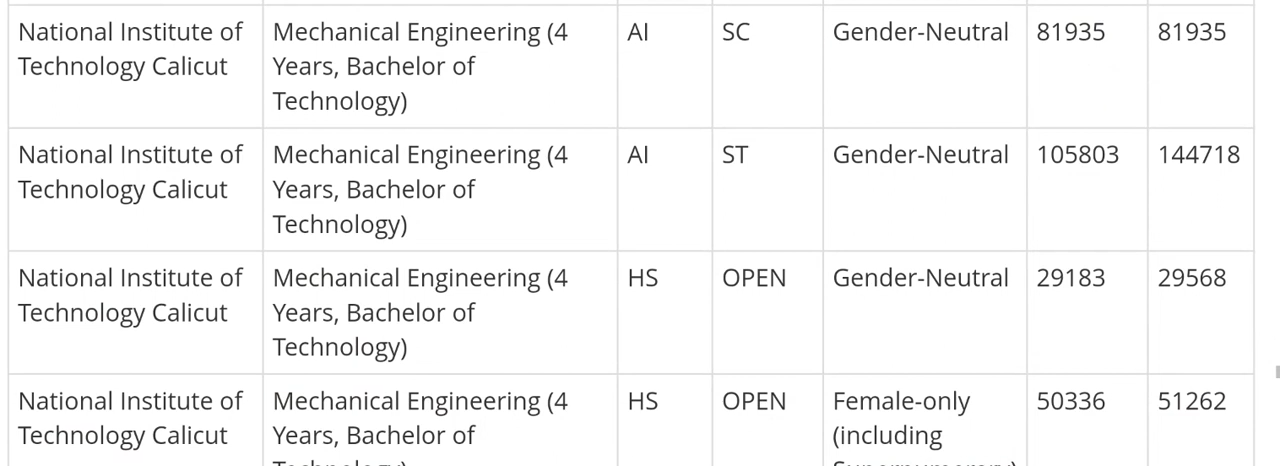 National Institute of Mechanical Engineering (4 AI SC Gender-Neutral 81935 81935
Technology Calicut Years, Bachelor of
Technology)
National Institute of Mechanical Engineering (4 AI ST Gender-Neutral 105803 144718
Technology Calicut Years, Bachelor of
Technology)
National Institute of Mechanical Engineering (4 HS OPEN Gender-Neutral 29183 29568
Technology Calicut Years, Bachelor of
Technology)
National Institute of Mechanical Engineering (4 HS OPEN Female-only 50336 51262
Technology Calicut Years, Bachelor of (including